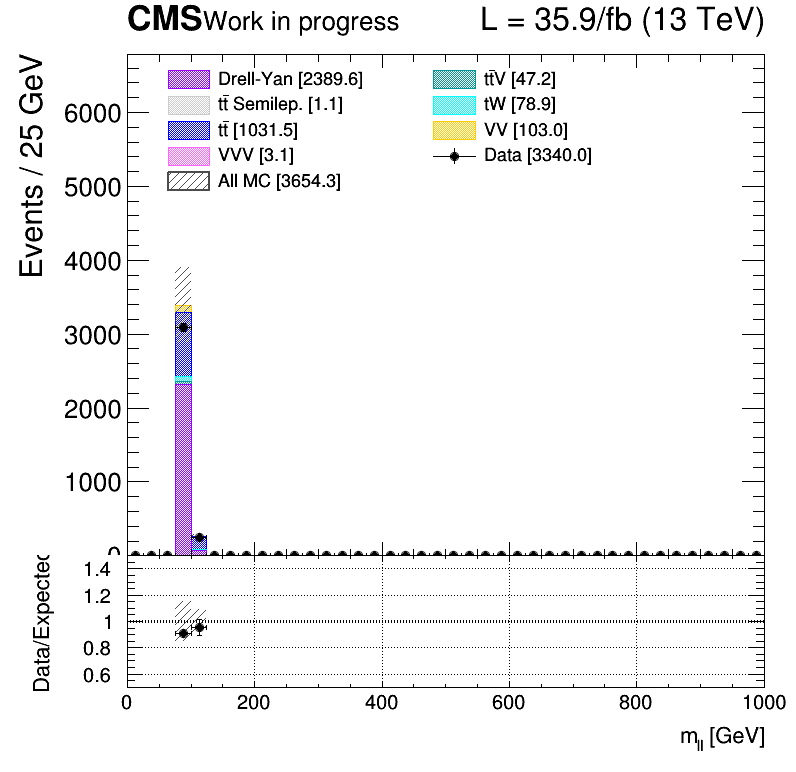 CMS Work in progress L = 35.9/fb (13 TeV)
Events / 25 GeV
Drell-Yan [2389.6]
tt̄ Semilep. [1.1]
tt̄ [1031.5]
VVV [3.1]
All MC [3654.3]
tt̄V [47.2]
tW [78.9]
VV [103.0]
Data [3340.0]
6000
5000
4000
3000
2000
1000
0
Data/Expected
1.4
1.2
1
0.8
0.6
0 200 400 600 800 1000
m_ll [GeV]